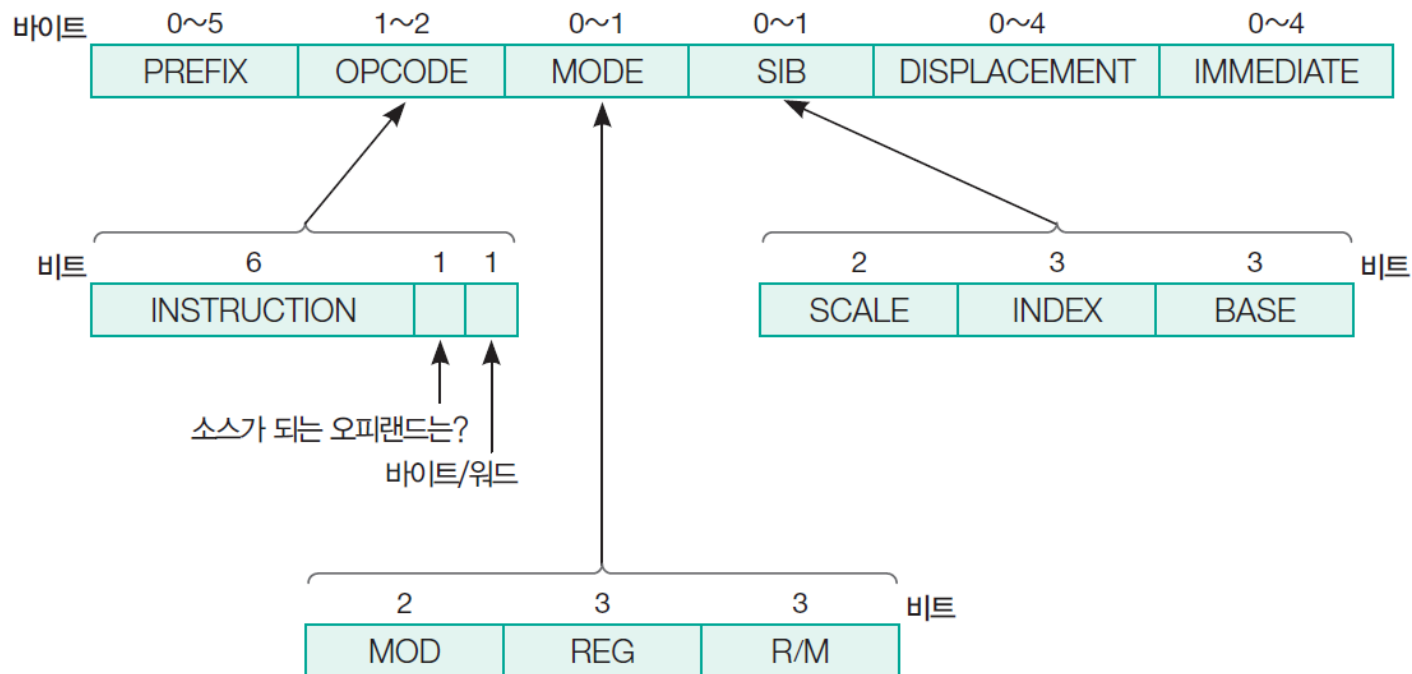 바이트 0~5 1~2 0~1 0~1 0~4 0~4
PREFIX OPCODE MODE SIB DISPLACEMENT IMMEDIATE
비트 6 1 1 2 3 3 비트
INSTRUCTION SCALE INDEX BASE
소스가 되는 오피랜드는?
바이트/워드
2 3 3 비트
MOD REG R/M